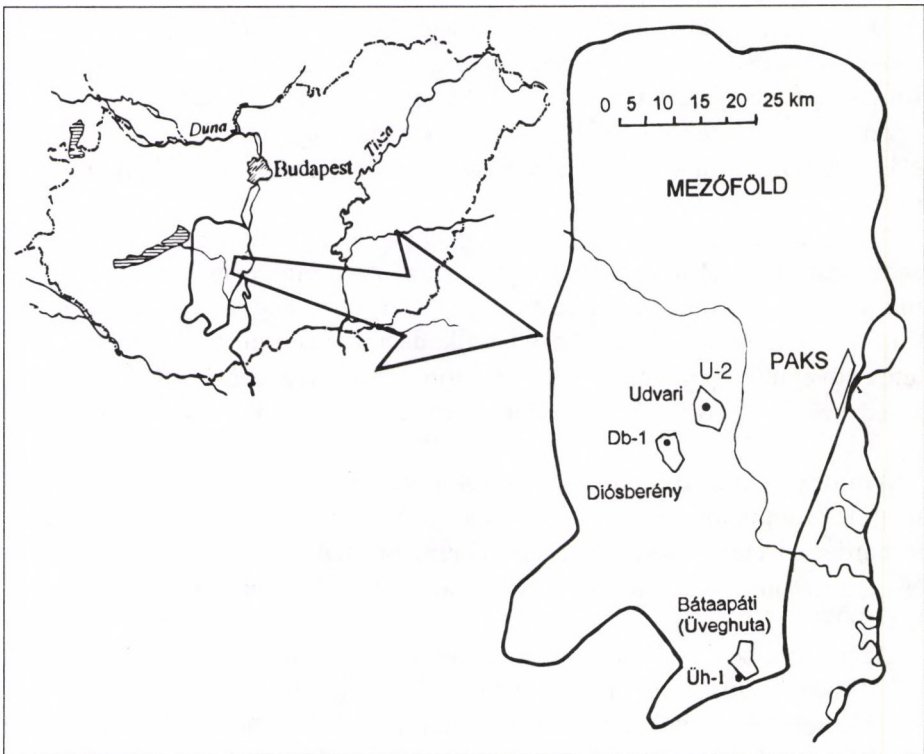 Duna
Budapest
Tisza
0 5 10 15 20 25 km
MEZŐFÖLD
PAKS
U-2
Udvari
Db-1
Diósberény
Bátaapáti
(Üveghuta)
Üh-1